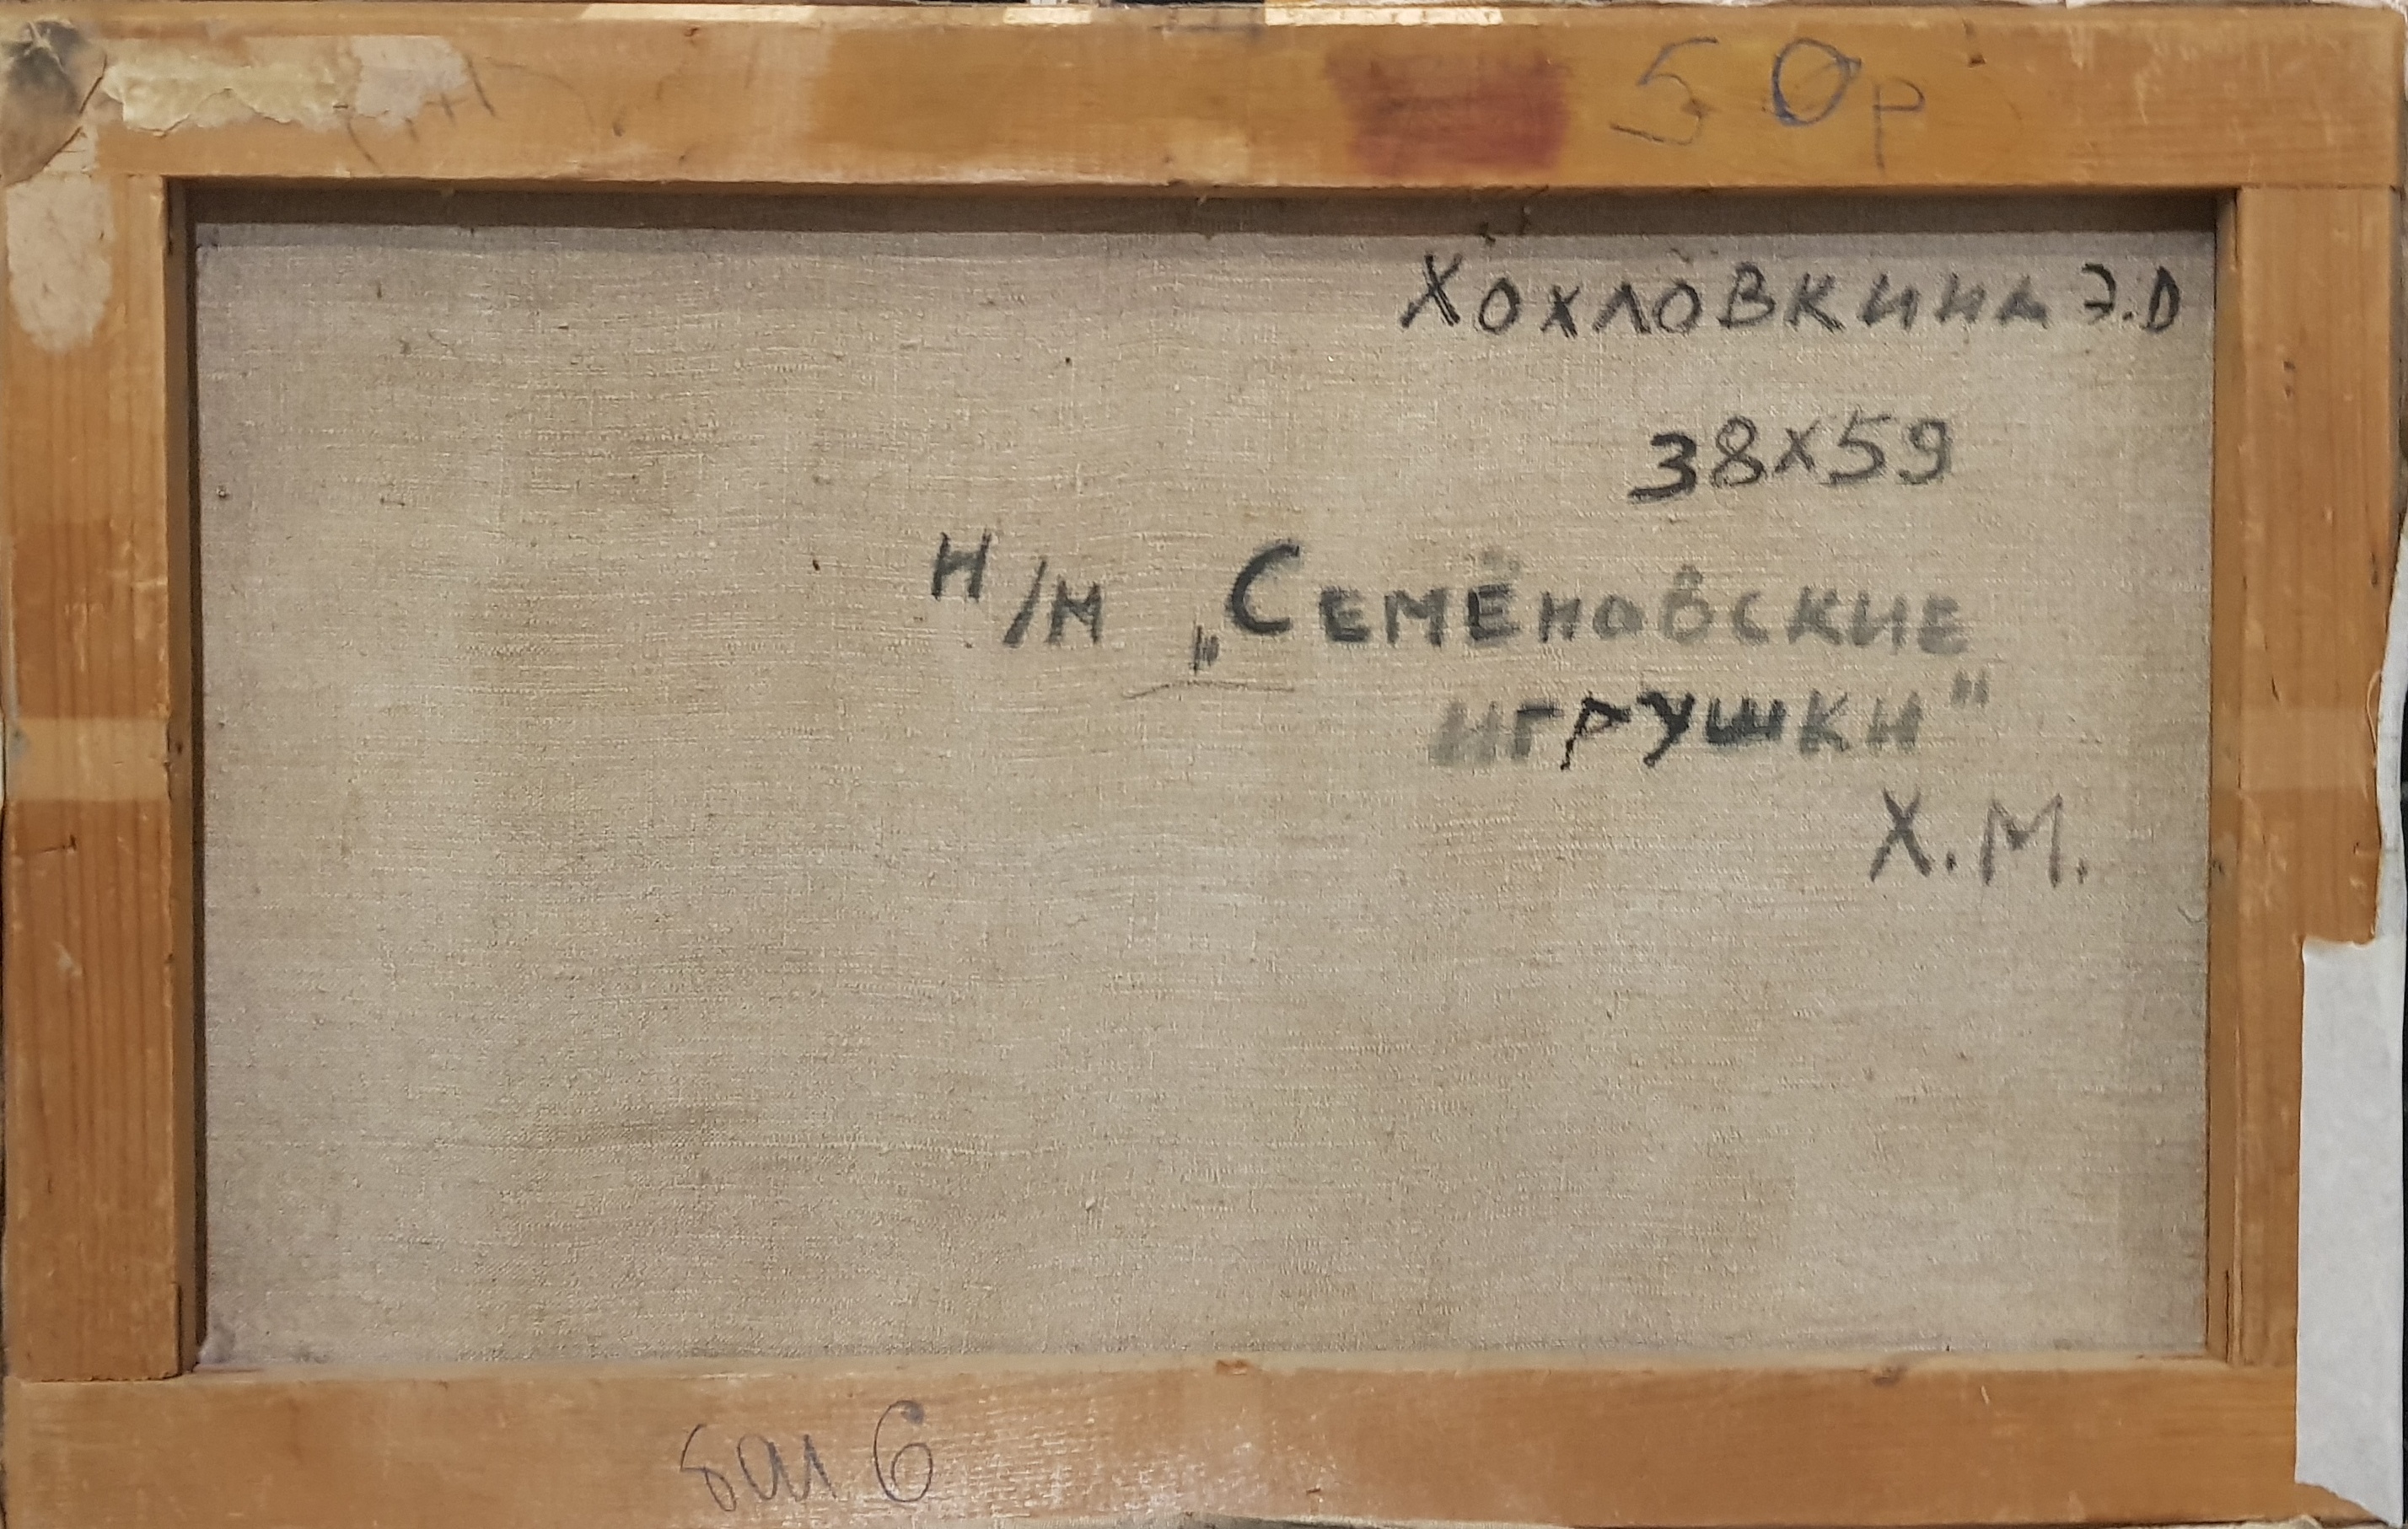 50р
Хохловкина Э.D
38х59
Н/М „Семёновские
игрушки"
Х.М.